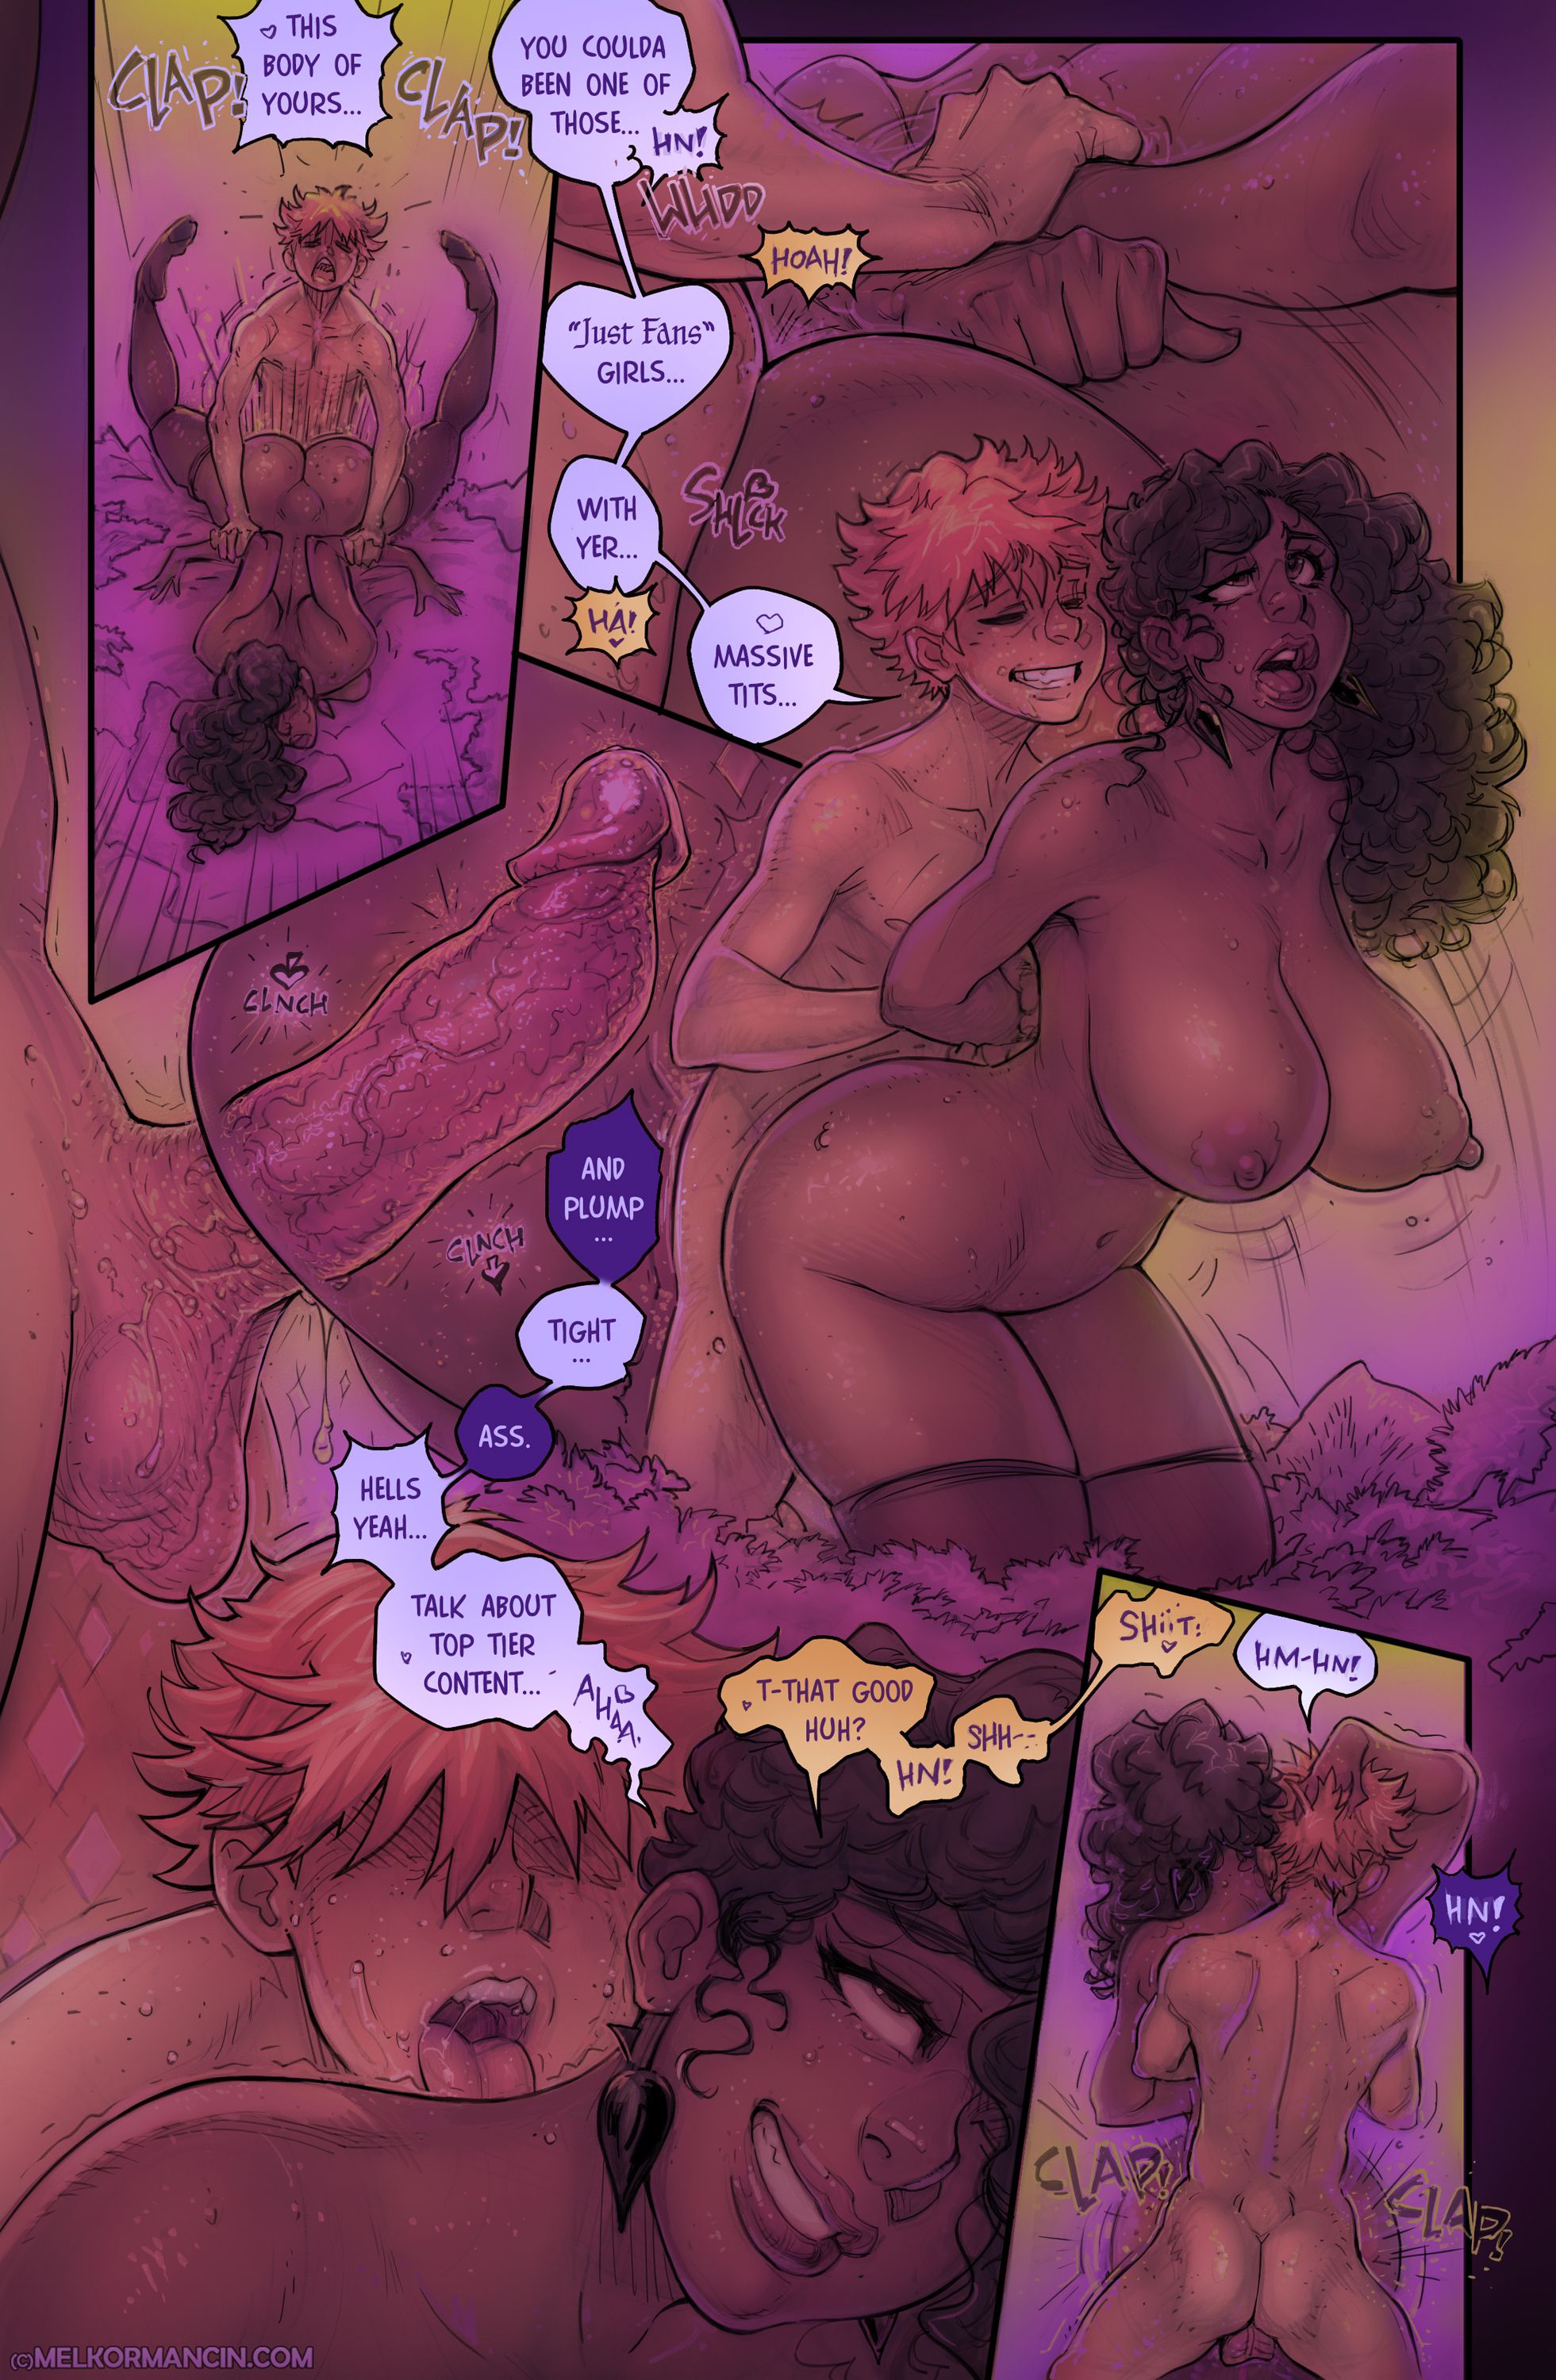 THIS
BODY OF
YOURS...
CLAP!
CLAP!
YOU COULDA
BEEN ONE OF
THOSE...
HN!
HOAH!
"Just Fans"
GIRLS...
WITH
YER...
HA!
SHLCK
MASSIVE
TITS...
CLNCH
CLNCH
AND
PLUMP
...
TIGHT
...
ASS.
HELLS
YEAH...
TALK ABOUT
TOP TIER
CONTENT...
AHAA.
T-THAT GOOD
HUH?
HN!
SHH--
SHiiT!
HM-HN!
HN!
CLAP!
CLAP!
(C)MELKORMANCIN.COM